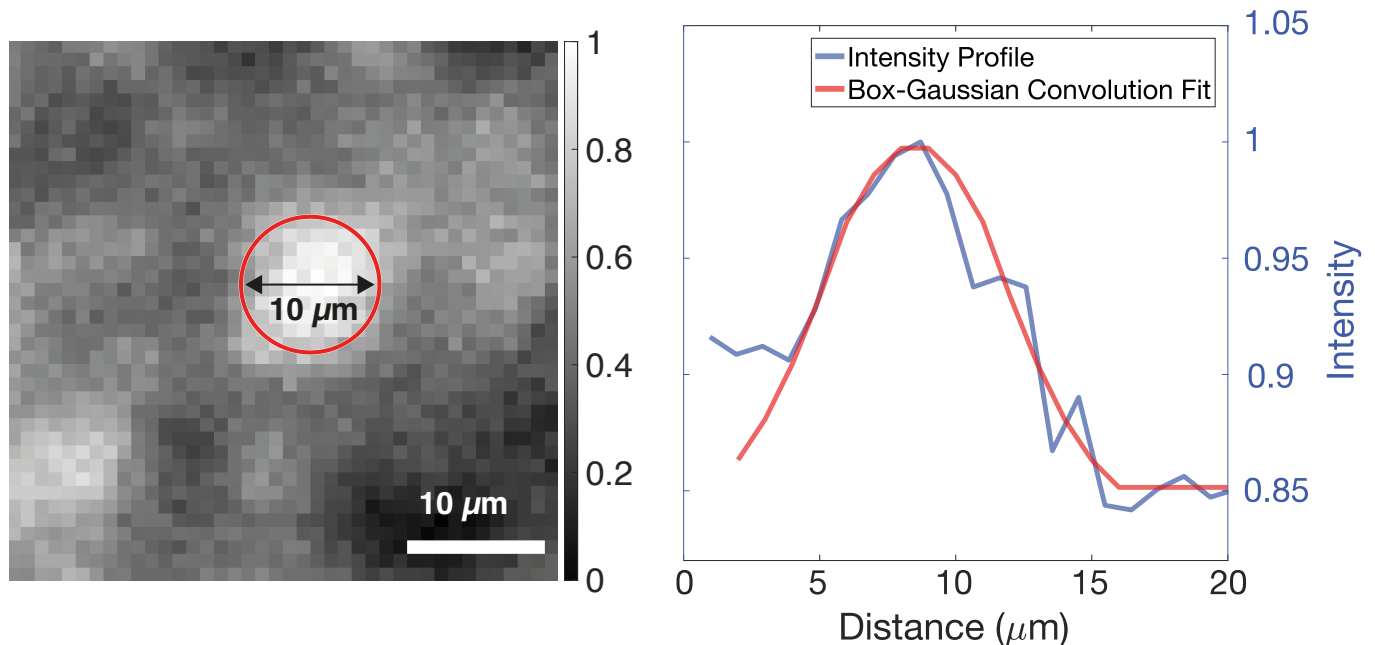 1
0.8
0.6
0.4
0.2
0
10 µm
10 µm
Intensity Profile
Box-Gaussian Convolution Fit
1.05
1
0.95
0.9
0.85
Intensity
0
5
10
15
20
Distance (µm)